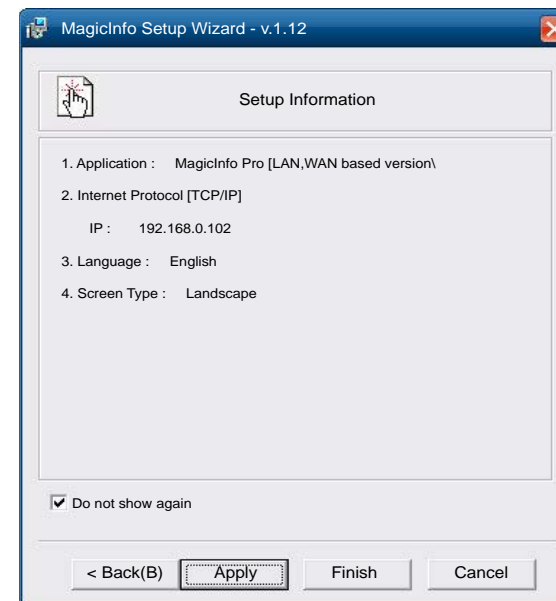 MagicInfo Setup Wizard - v.1.12
Setup Information
1. Application : MagicInfo Pro [LAN,WAN based version\
2. Internet Protocol [TCP/IP]
IP : 192.168.0.102
3. Language : English
4. Screen Type : Landscape
Do not show again
< Back(B) Apply Finish Cancel